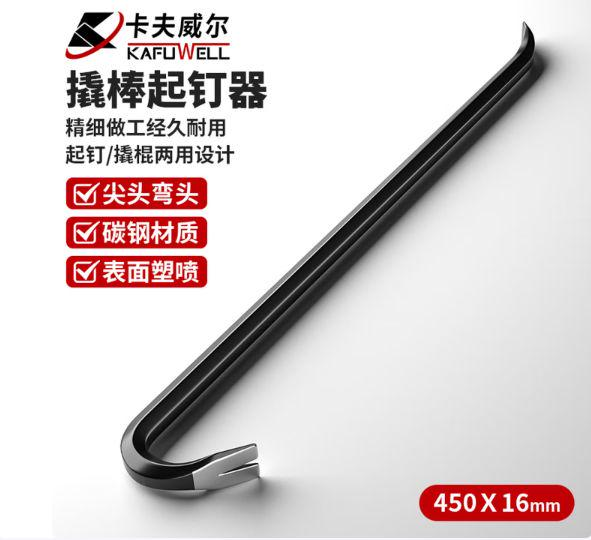 卡夫威尔
KAFUWELL
撬棒起钉器
精细做工经久耐用
起钉/撬棍两用设计
尖头弯头
碳钢材质
表面塑喷
450X16mm